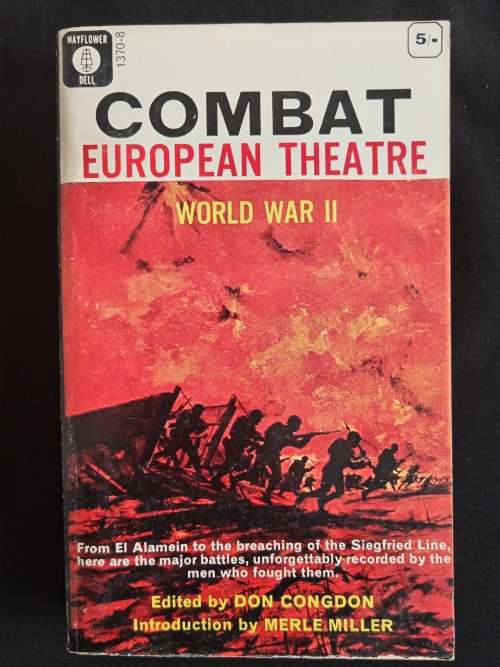 MAYFLOWER
DELL
1370-8
5/-
COMBAT
EUROPEAN THEATRE
WORLD WAR II
From El Alamein to the breaching of the Siegfried Line,
here are the major battles, unforgettably recorded by the
men who fought them.
Edited by DON CONGDON
Introduction by MERLE MILLER